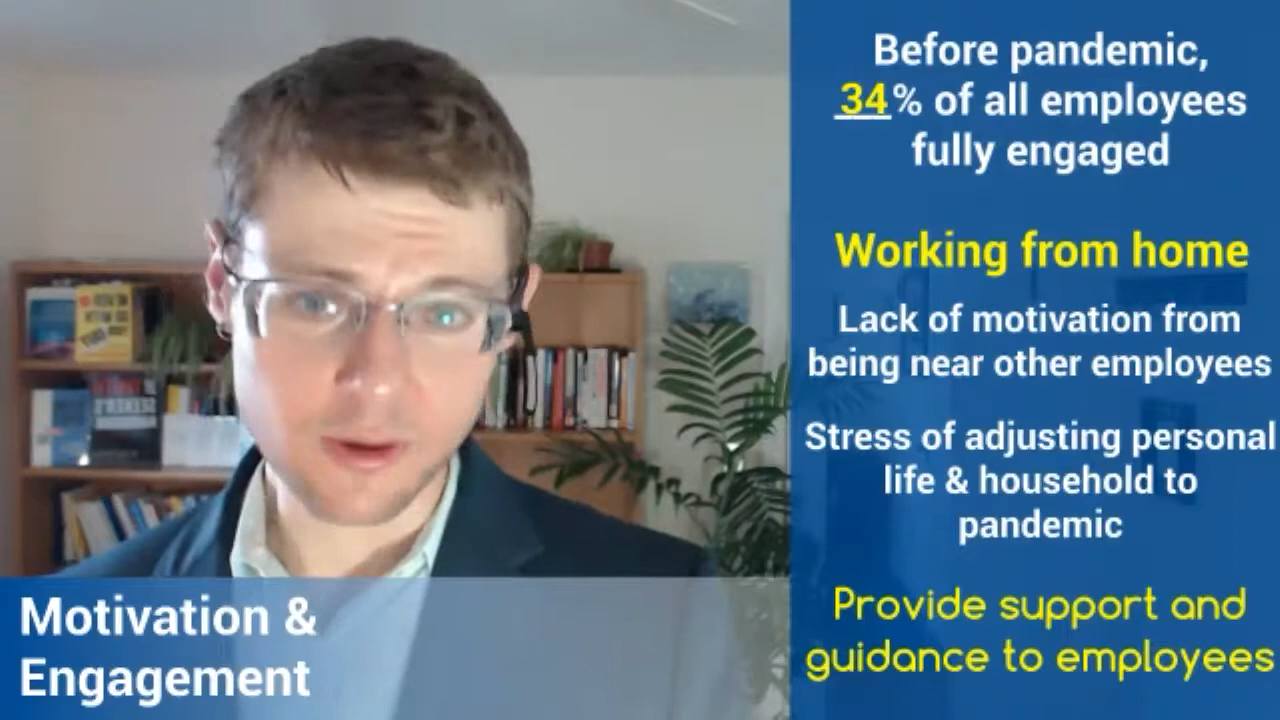 Before pandemic,
34% of all employees
fully engaged
Working from home
Lack of motivation from
being near other employees
Stress of adjusting personal
life & household to
pandemic
Provide support and
guidance to employees
Motivation &
Engagement